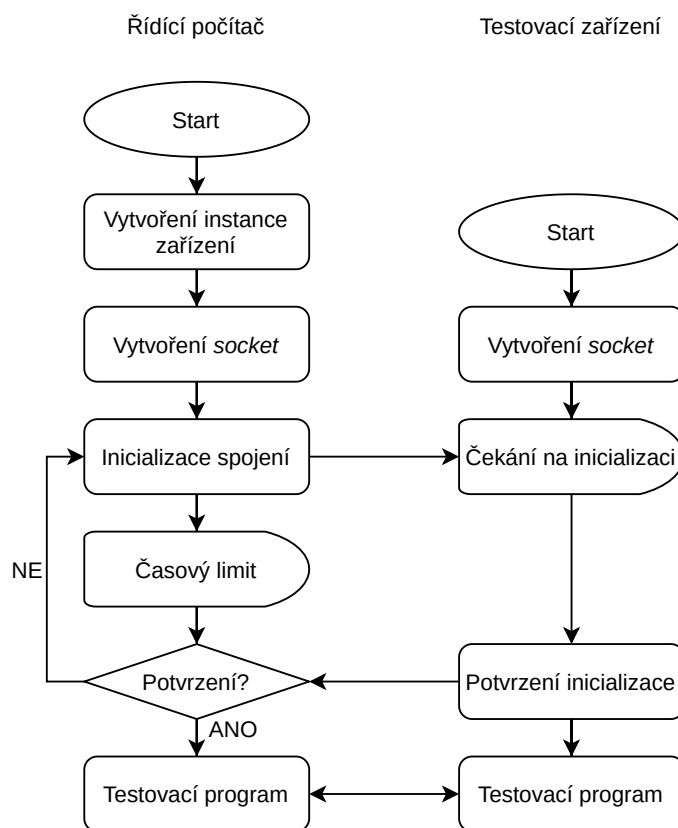 Řídící počítač
Testovací zařízení
Start
Vytvoření instance
zařízení
Start
Vytvoření socket
Vytvoření socket
Inicializace spojení
Čekání na inicializaci
NE
Časový limit
Potvrzení?
Potvrzení inicializace
ANO
Testovací program
Testovací program